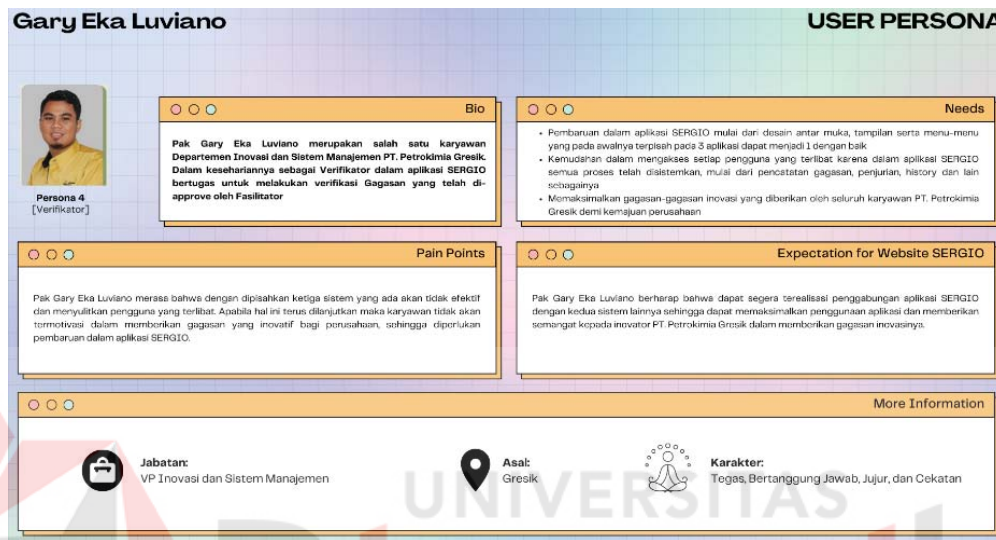 Gary Eka Luviano
USER PERSONA
Persona 4
[Verifikator]
Bio
Pak Gary Eka Luviano merupakan salah satu karyawan
Departemen Inovasi dan Sistem Manajemen PT. Petrokimia Gresik.
Dalam kesehariannya sebagai Verifikator dalam aplikasi SERGIO
bertugas untuk melakukan verifikasi Gagasan yang telah di-
approve oleh Fasilitator
Needs
• Pembaruan dalam aplikasi SERGIO mulai dari desain antar muka, tampilan serta menu-menu
yang pada awalnya terpisah pada 3 aplikasi dapat menjadi 1 dengan baik
• Kemudahan dalam mengakses setiap pengguna yang terlibat karena dalam aplikasi SERGIO
semua proses telah disistemkan, mulai dari pencatatan gagasan, penjurian, history dan lain
sebagainya
• Memaksimalkan gagasan-gagasan inovasi yang diberikan oleh seluruh karyawan PT. Petrokimia
Gresik demi kemajuan perusahaan
Pain Points
Pak Gary Eka Luviano merasa bahwa dengan dipisahkan ketiga sistem yang ada akan tidak efektif
dan menyulitkan pengguna yang terlibat. Apabila hal ini terus dilanjutkan maka karyawan tidak akan
termotivasi dalam memberikan gagasan yang inovatif bagi perusahaan, sehingga diperlukan
pembaruan dalam aplikasi SERGIO.
Expectation for Website SERGIO
Pak Gary Eka Luviano berharap bahwa dapat segera terealisasi penggabungan aplikasi SERGIO
dengan kedua sistem lainnya sehingga dapat memaksimalkan penggunaan aplikasi dan memberikan
semangat kepada inovator PT. Petrokimia Gresik dalam memberikan gagasan inovasinya.
More Information
Jabatan:
VP Inovasi dan Sistem Manajemen
Asal:
Gresik
Karakter:
Tegas, Bertanggung Jawab, Jujur, dan Cekatan
UNIVERSITAS